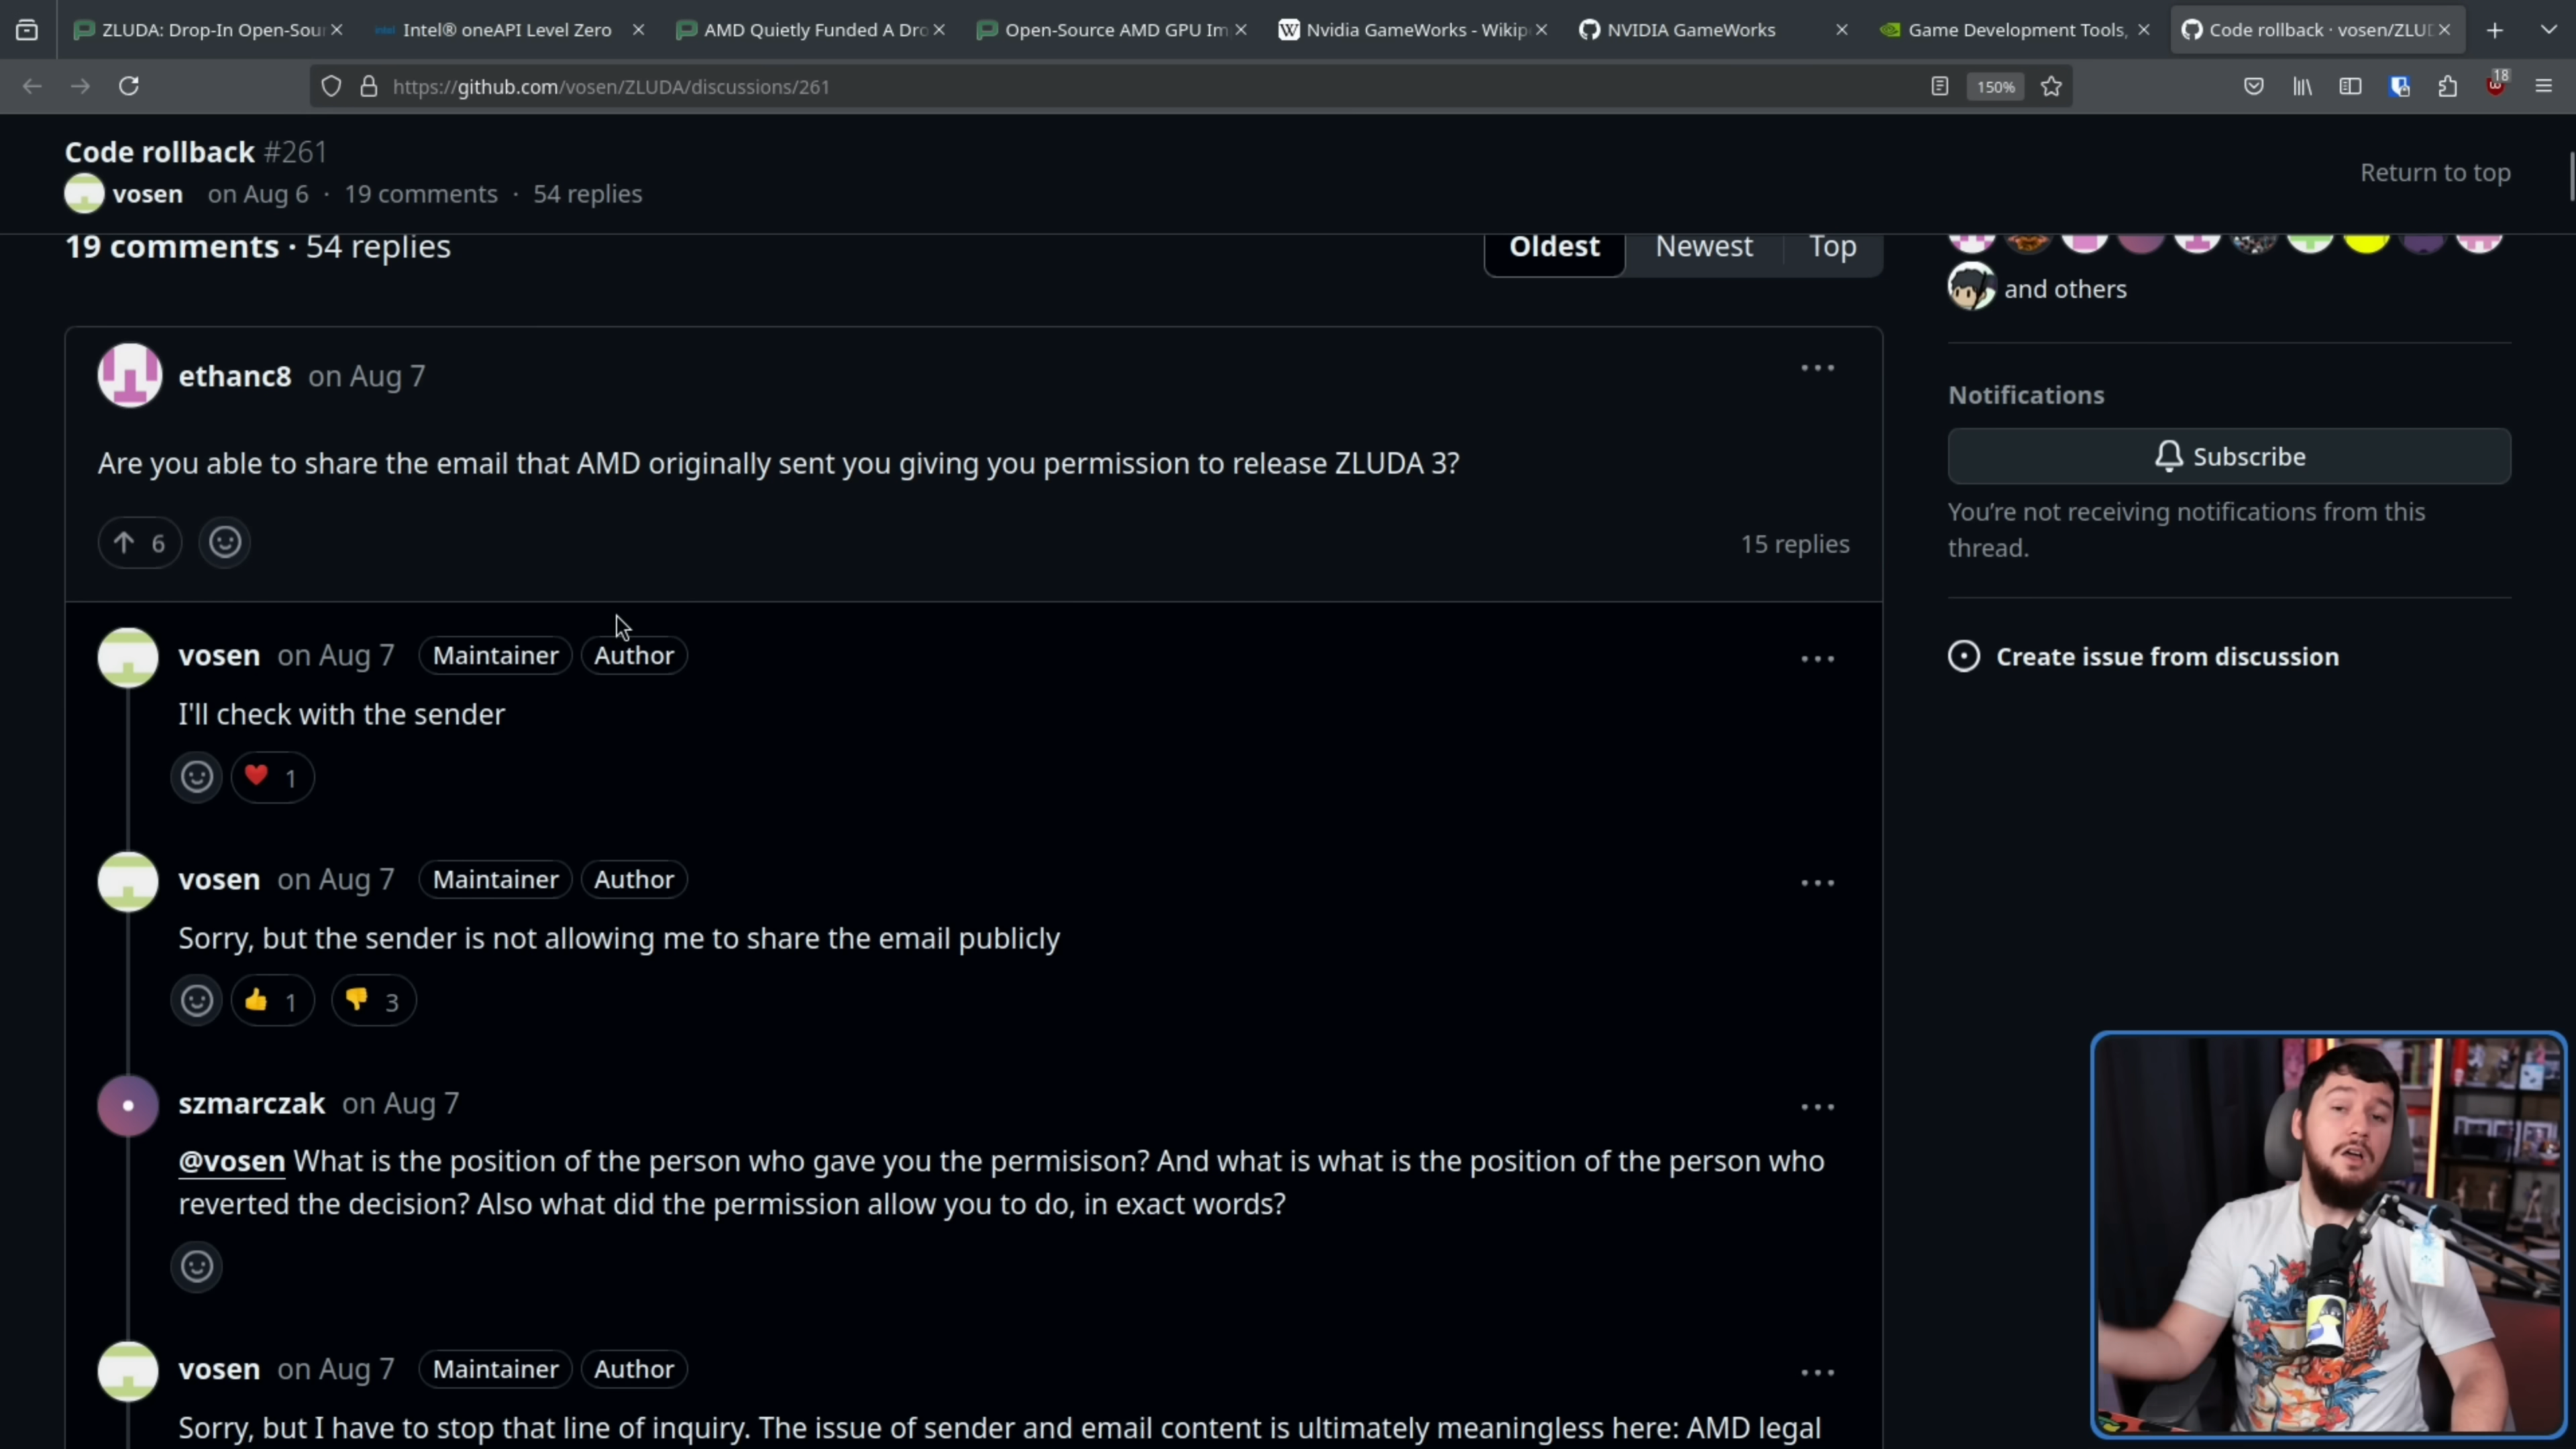 ZLUDA: Drop-In Open-Sour
Intel® oneAPI Level Zero
AMD Quietly Funded A Dro
Open-Source AMD GPU Im
Nvidia GameWorks - Wikip
NVIDIA GameWorks
Game Development Tools,
Code rollback · vosen/ZLUD
https://github.com/vosen/ZLUDA/discussions/261
150%
18
Code rollback #261
vosen on Aug 6 · 19 comments · 54 replies
Return to top
19 comments · 54 replies
Oldest
Newest
Top
and others
ethanc8 on Aug 7
Are you able to share the email that AMD originally sent you giving you permission to release ZLUDA 3?
6
15 replies
Notifications
Subscribe
You're not receiving notifications from this
thread.
Create issue from discussion
vosen on Aug 7 Maintainer Author
I'll check with the sender
1
vosen on Aug 7 Maintainer Author
Sorry, but the sender is not allowing me to share the email publicly
1 3
szmarczak on Aug 7
@vosen What is the position of the person who gave you the permisison? And what is what is the position of the person who
reverted the decision? Also what did the permission allow you to do, in exact words?
vosen on Aug 7 Maintainer Author
Sorry, but I have to stop that line of inquiry. The issue of sender and email content is ultimately meaningless here: AMD legal